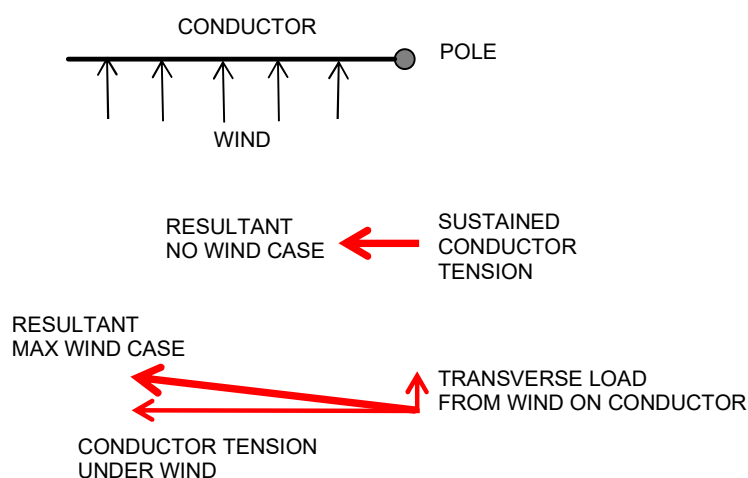 CONDUCTOR
POLE
WIND
RESULTANT
NO WIND CASE
SUSTAINED
CONDUCTOR
TENSION
RESULTANT
MAX WIND CASE
TRANSVERSE LOAD
FROM WIND ON CONDUCTOR
CONDUCTOR TENSION
UNDER WIND